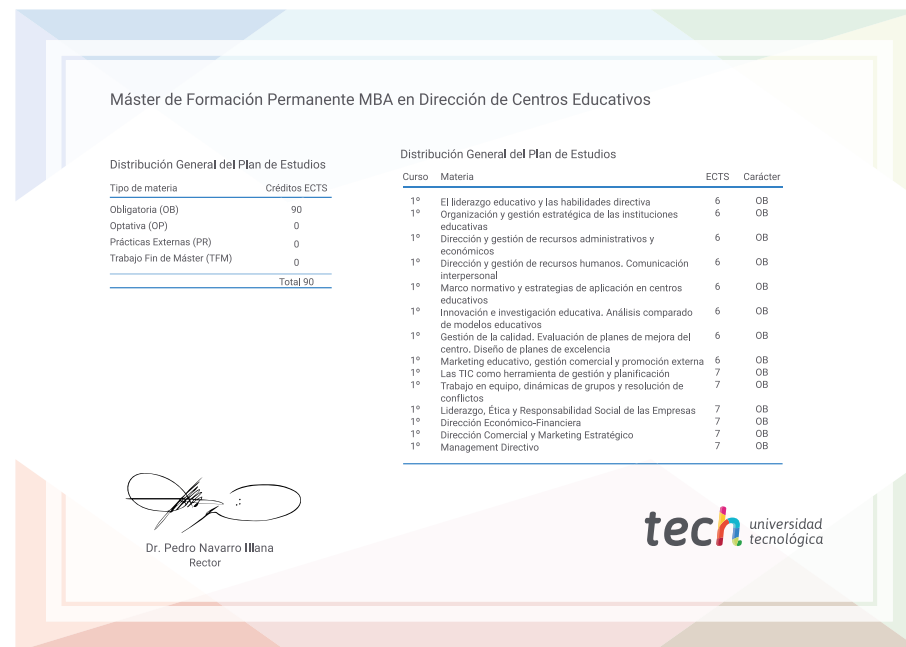 Máster de Formación Permanente MBA en Dirección de Centros Educativos
Distribución General del Plan de Estudios
Tipo de materia Créditos ECTS
Obligatoria (OB) 90
Optativa (OP) 0
Prácticas Externas (PR) 0
Trabajo Fin de Máster (TFM) 0
Total 90
Distribución General del Plan de Estudios
Curso Materia ECTS Carácter
1º El liderazgo educativo y las habilidades directiva 6 OB
1º Organización y gestión estratégica de las instituciones 6 OB
educativas
1º Dirección y gestión de recursos administrativos y 6 OB
económicos
1º Dirección y gestión de recursos humanos. Comunicación 6 OB
interpersonal
1º Marco normativo y estrategias de aplicación en centros 6 OB
educativos
1º Innovación e investigación educativa. Análisis comparado 6 OB
de modelos educativos
1º Gestión de la calidad. Evaluación de planes de mejora del 6 OB
centro. Diseño de planes de excelencia
1º Marketing educativo, gestión comercial y promoción externa 6 OB
1º Las TIC como herramienta de gestión y planificación 7 OB
1º Trabajo en equipo, dinámicas de grupos y resolución de 7 OB
conflictos
1º Liderazgo, Ética y Responsabilidad Social de las Empresas 7 OB
1º Dirección Económico-Financiera 7 OB
1º Dirección Comercial y Marketing Estratégico 7 OB
1º Management Directivo 7 OB
Dr. Pedro Navarro Illana
Rector
tech universidad
tecnológica